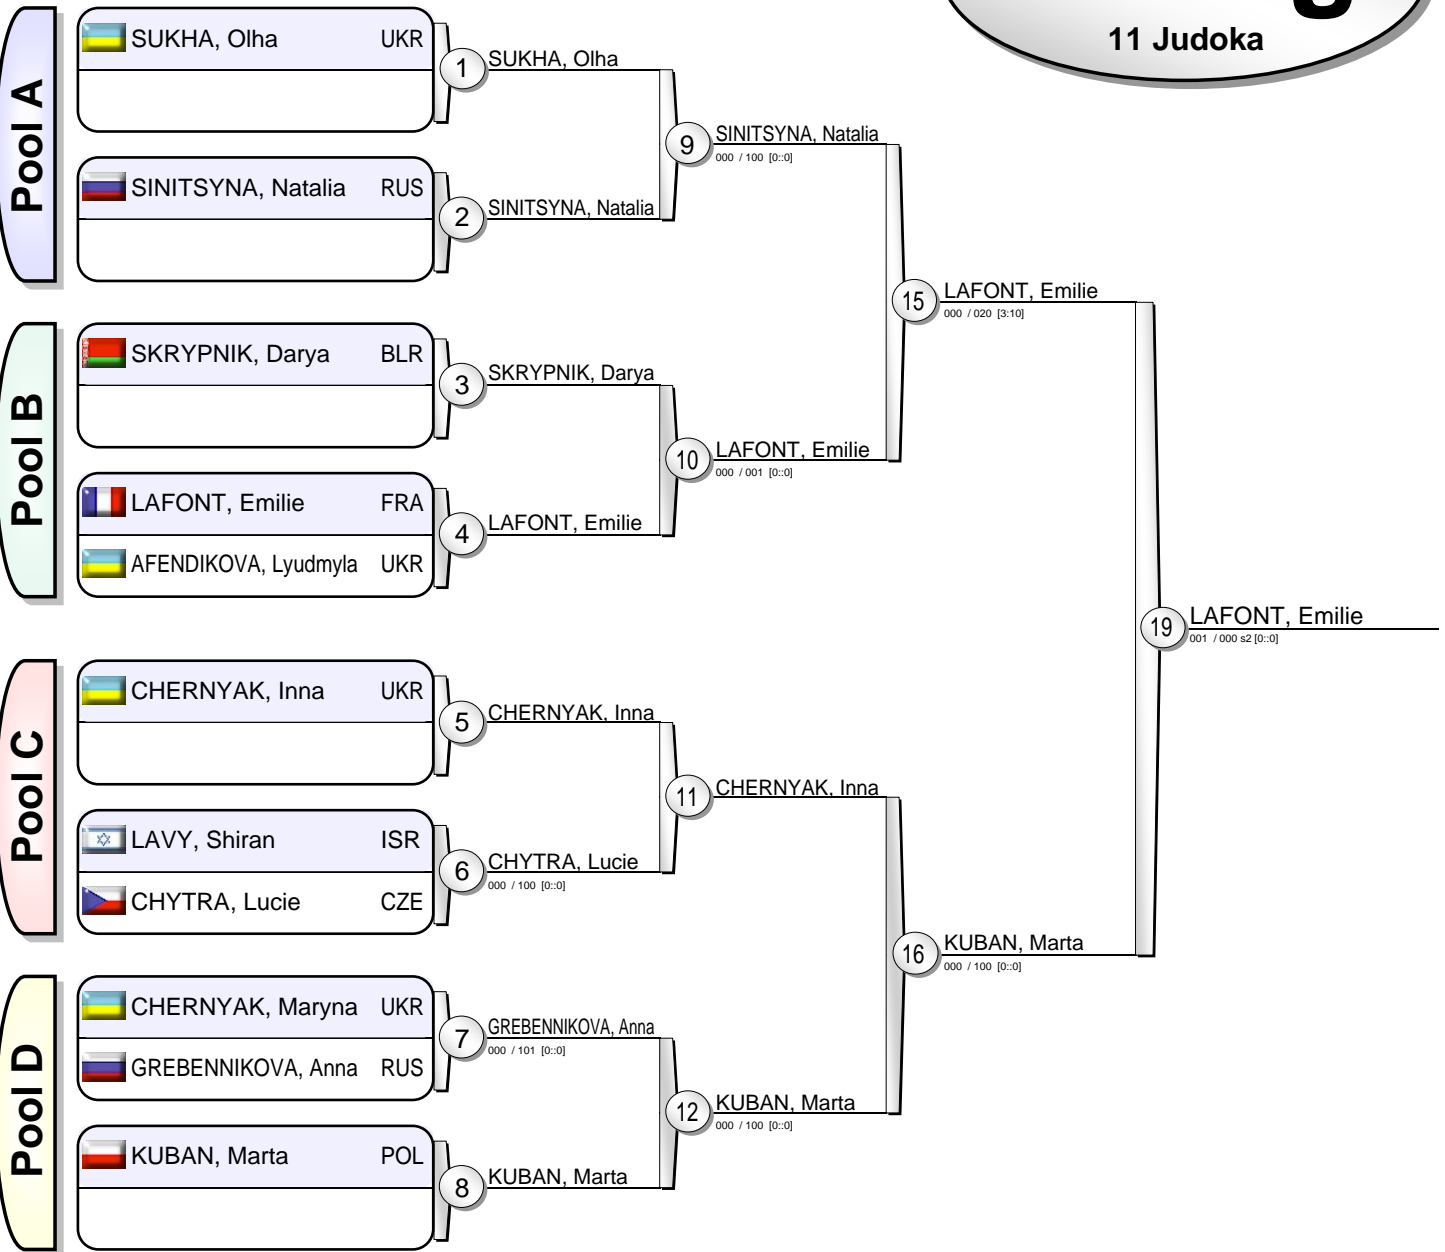 11 Judoka
Pool A
SUKHA, Olha UKR
1
SUKHA, Olha
SINITSYNA, Natalia RUS
2
SINITSYNA, Natalia
9
SINITSYNA, Natalia
000 / 100 [0::0]
Pool B
SKRYPNIK, Darya BLR
3
SKRYPNIK, Darya
LAFONT, Emilie FRA
AFENDIKOVA, Lyudmyla UKR
4
LAFONT, Emilie
10
LAFONT, Emilie
000 / 001 [0::0]
15
LAFONT, Emilie
000 / 020 [3:10]
Pool C
CHERNYAK, Inna UKR
5
CHERNYAK, Inna
LAVY, Shiran ISR
CHYTRA, Lucie CZE
6
CHYTRA, Lucie
000 / 100 [0::0]
11
CHERNYAK, Inna
Pool D
CHERNYAK, Maryna UKR
GREBENNIKOVA, Anna RUS
7
GREBENNIKOVA, Anna
000 / 101 [0::0]
KUBAN, Marta POL
8
KUBAN, Marta
12
KUBAN, Marta
000 / 100 [0::0]
16
KUBAN, Marta
000 / 100 [0::0]
19
LAFONT, Emilie
001 / 000 s2 [0::0]